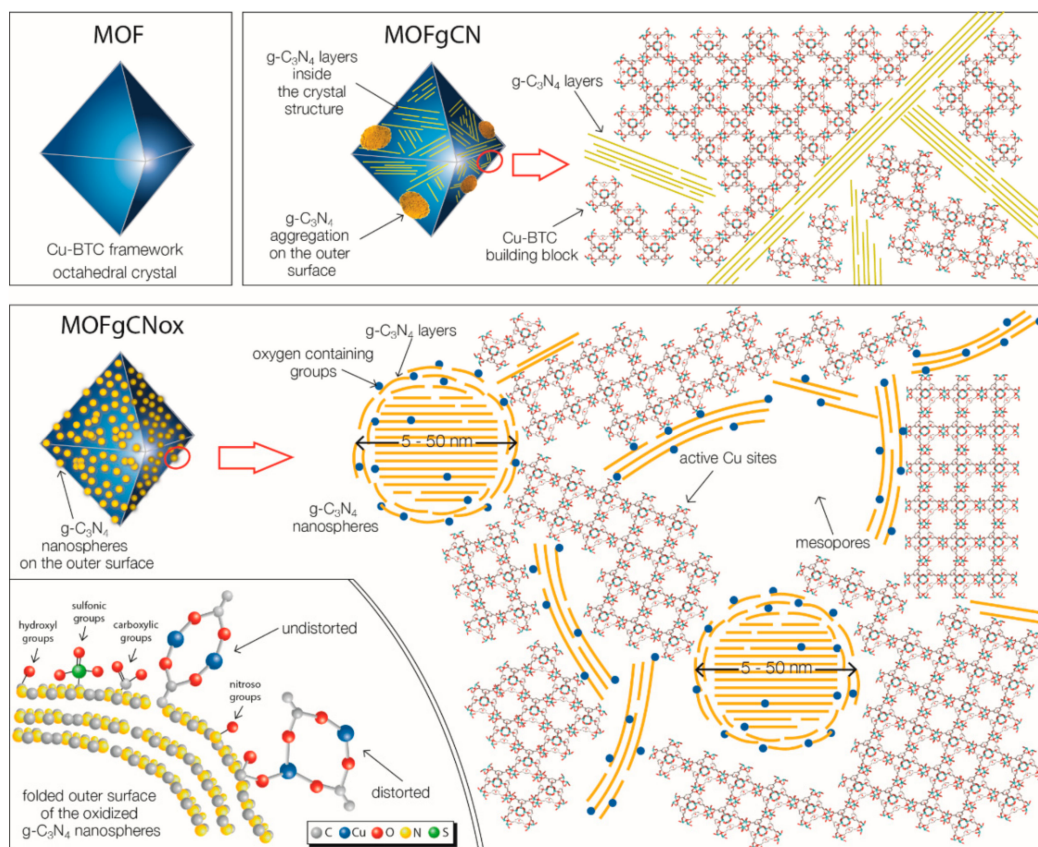 MOF
Cu-BTC framework
octahedral crystal
MOFgCN
g-C₃N₄ layers
inside
the crystal
structure
g-C₃N₄
aggregation
on the outer
surface
g-C₃N₄ layers
Cu-BTC
building block
MOFgCNox
g-C₃N₄
nanospheres
on the outer surface
g-C₃N₄ layers
oxygen containing
groups
5 - 50 nm
g-C₃N₄
nanospheres
active Cu sites
mesopores
5 - 50 nm
hydroxyl
groups
sulfonic
groups
carboxylic
groups
undistorted
nitroso
groups
distorted
folded outer surface
of the oxidized
g-C₃N₄ nanospheres
C Cu O N S